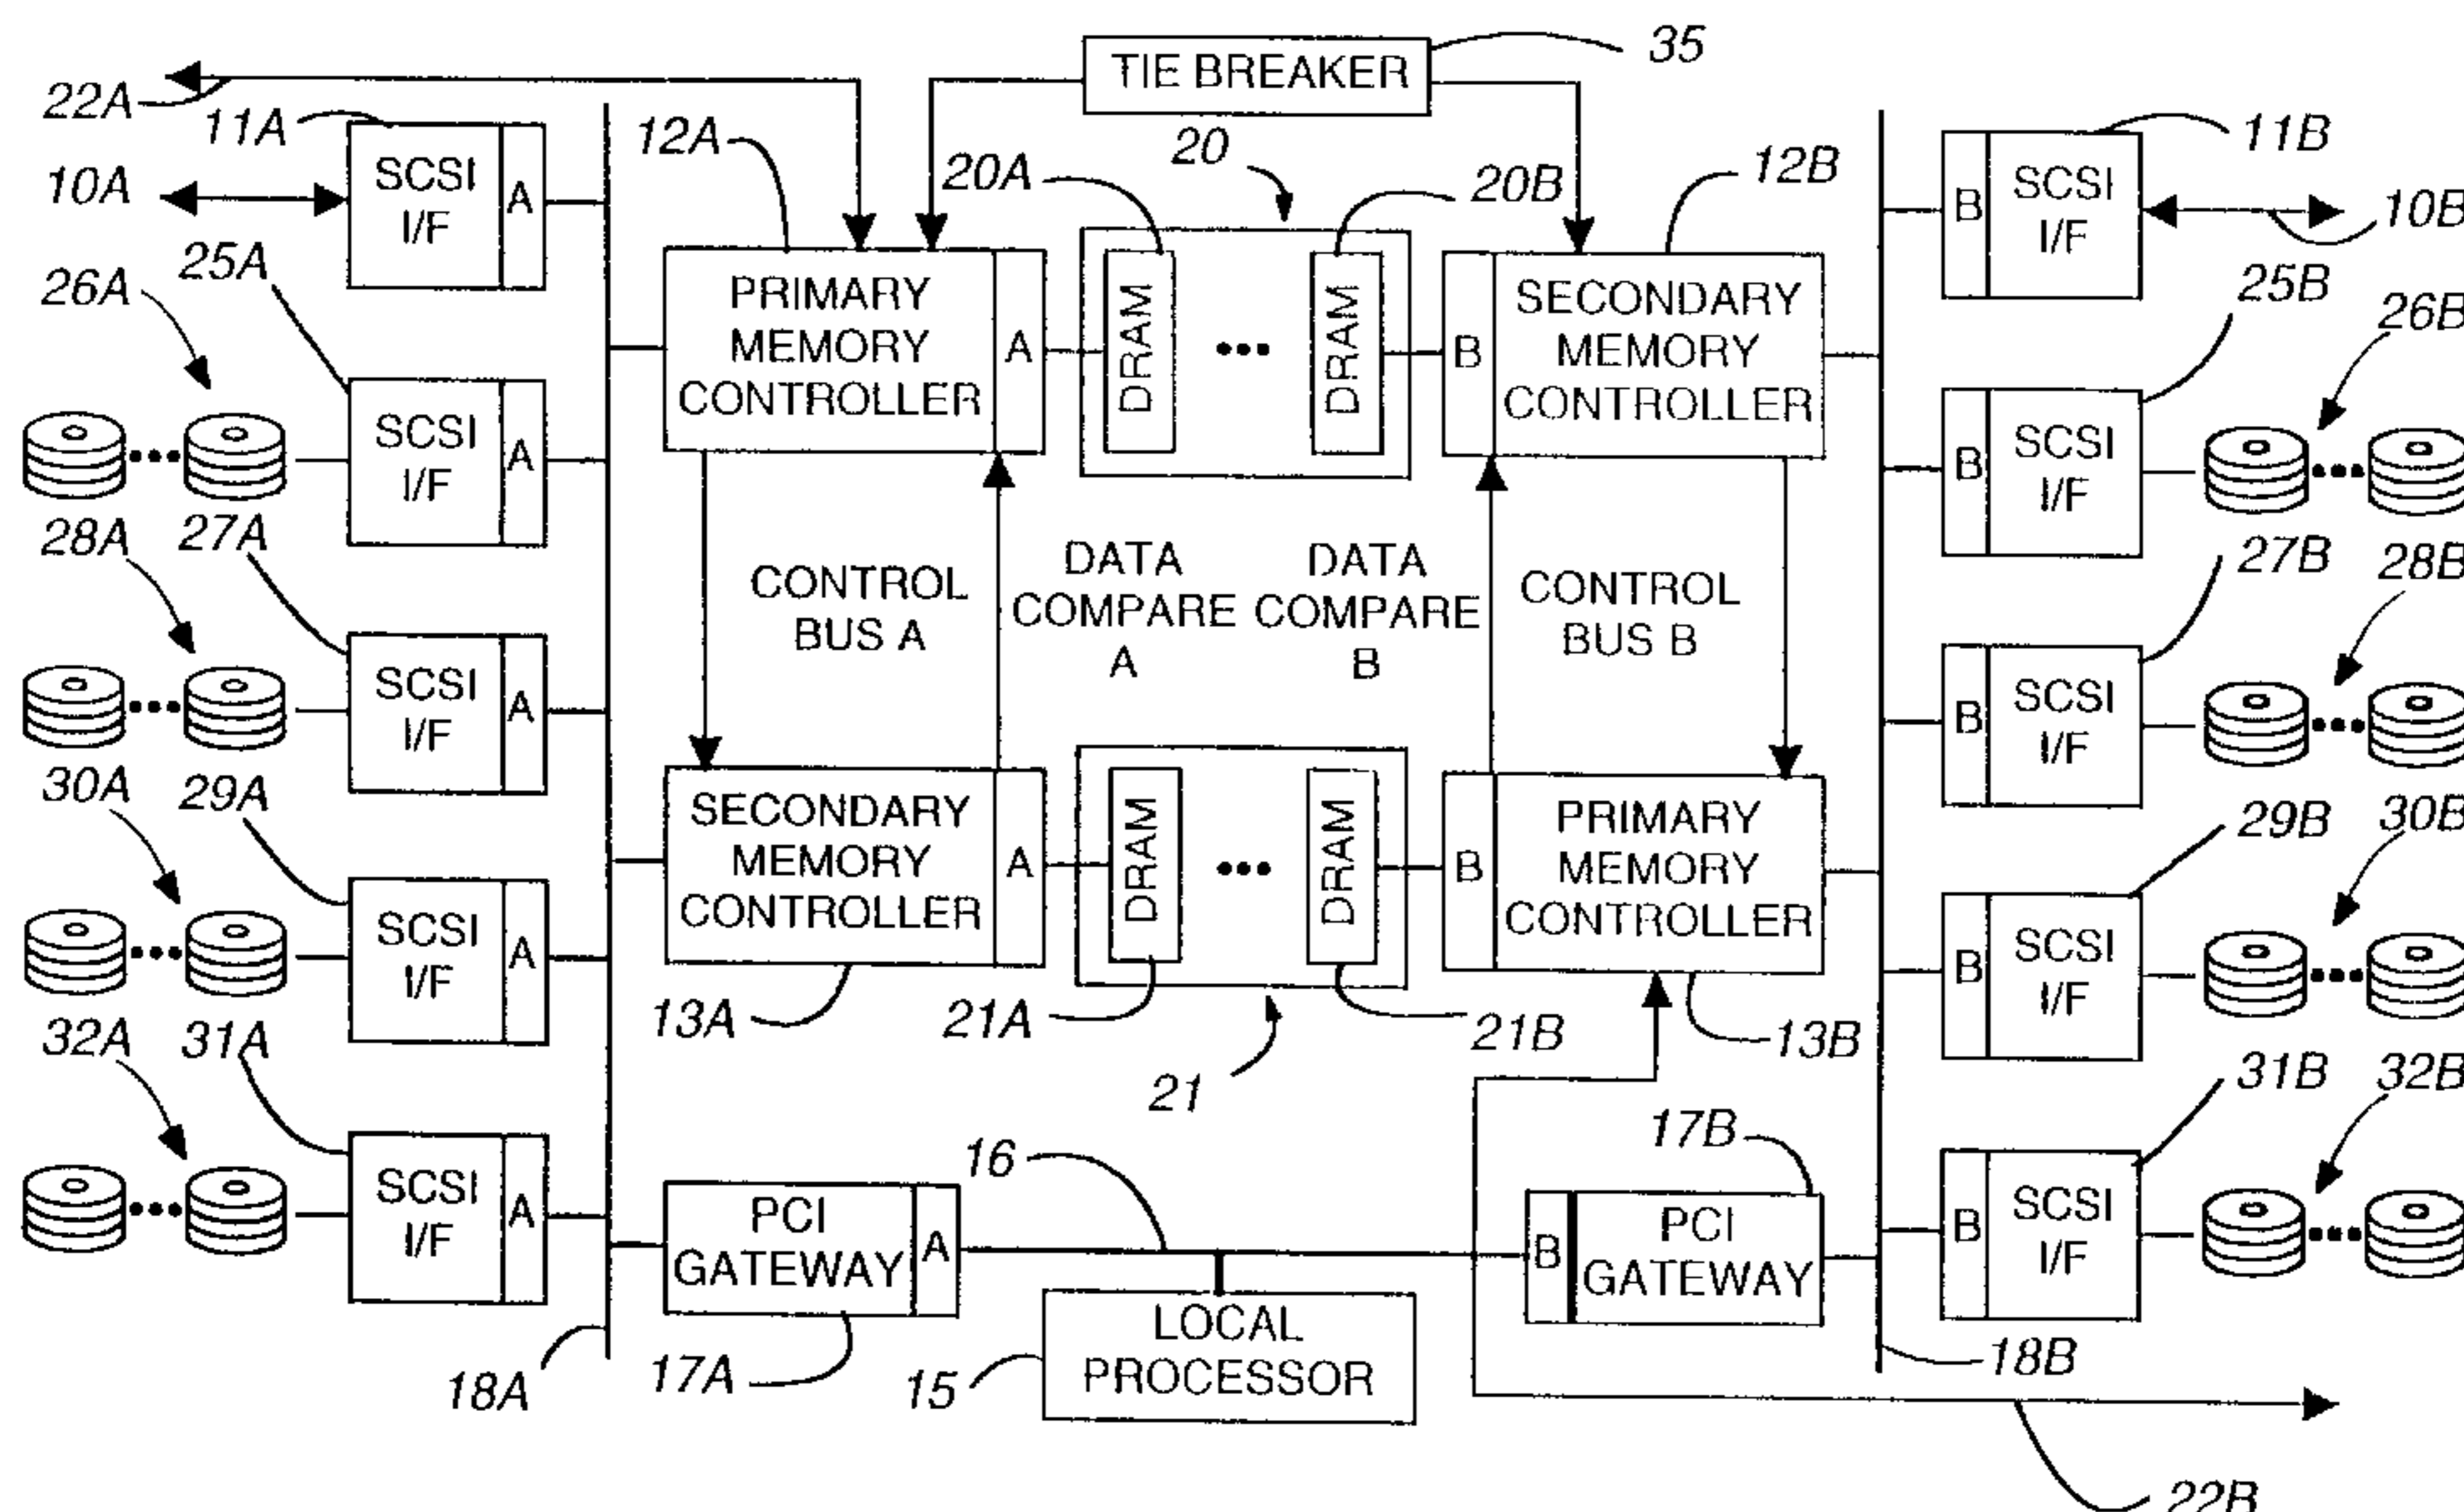 TIE BREAKER
35
22A
11A
10A
SCSI
I/F
A
12A
20A
20
20B
12B
11B
B
SCSI
I/F
10B
26A
25A
PRIMARY
MEMORY
CONTROLLER
A
DRAM
•••
DRAM
B
SECONDARY
MEMORY
CONTROLLER
25B
26B
•••
SCSI
I/F
A
B
SCSI
I/F
•••
28A
27A
CONTROL
BUS A
DATA
COMPARE
A
DATA
COMPARE
B
CONTROL
BUS B
27B
28B
•••
SCSI
I/F
A
B
SCSI
I/F
•••
30A
29A
SECONDARY
MEMORY
CONTROLLER
A
DRAM
•••
DRAM
B
PRIMARY
MEMORY
CONTROLLER
29B
30B
•••
SCSI
I/F
A
B
SCSI
I/F
•••
32A
31A
13A
21A
21
21B
13B
31B
32B
•••
SCSI
I/F
A
PCI
GATEWAY
A
16
17B
B
PCI
GATEWAY
B
SCSI
I/F
•••
18A
17A
15
LOCAL
PROCESSOR
18B
22B